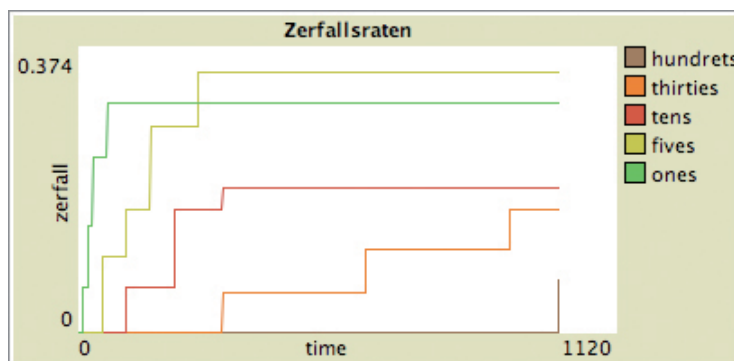 Zerfallsraten
0.374
zerfall
0
0
time
1120
hundrets
thirties
tens
fives
ones